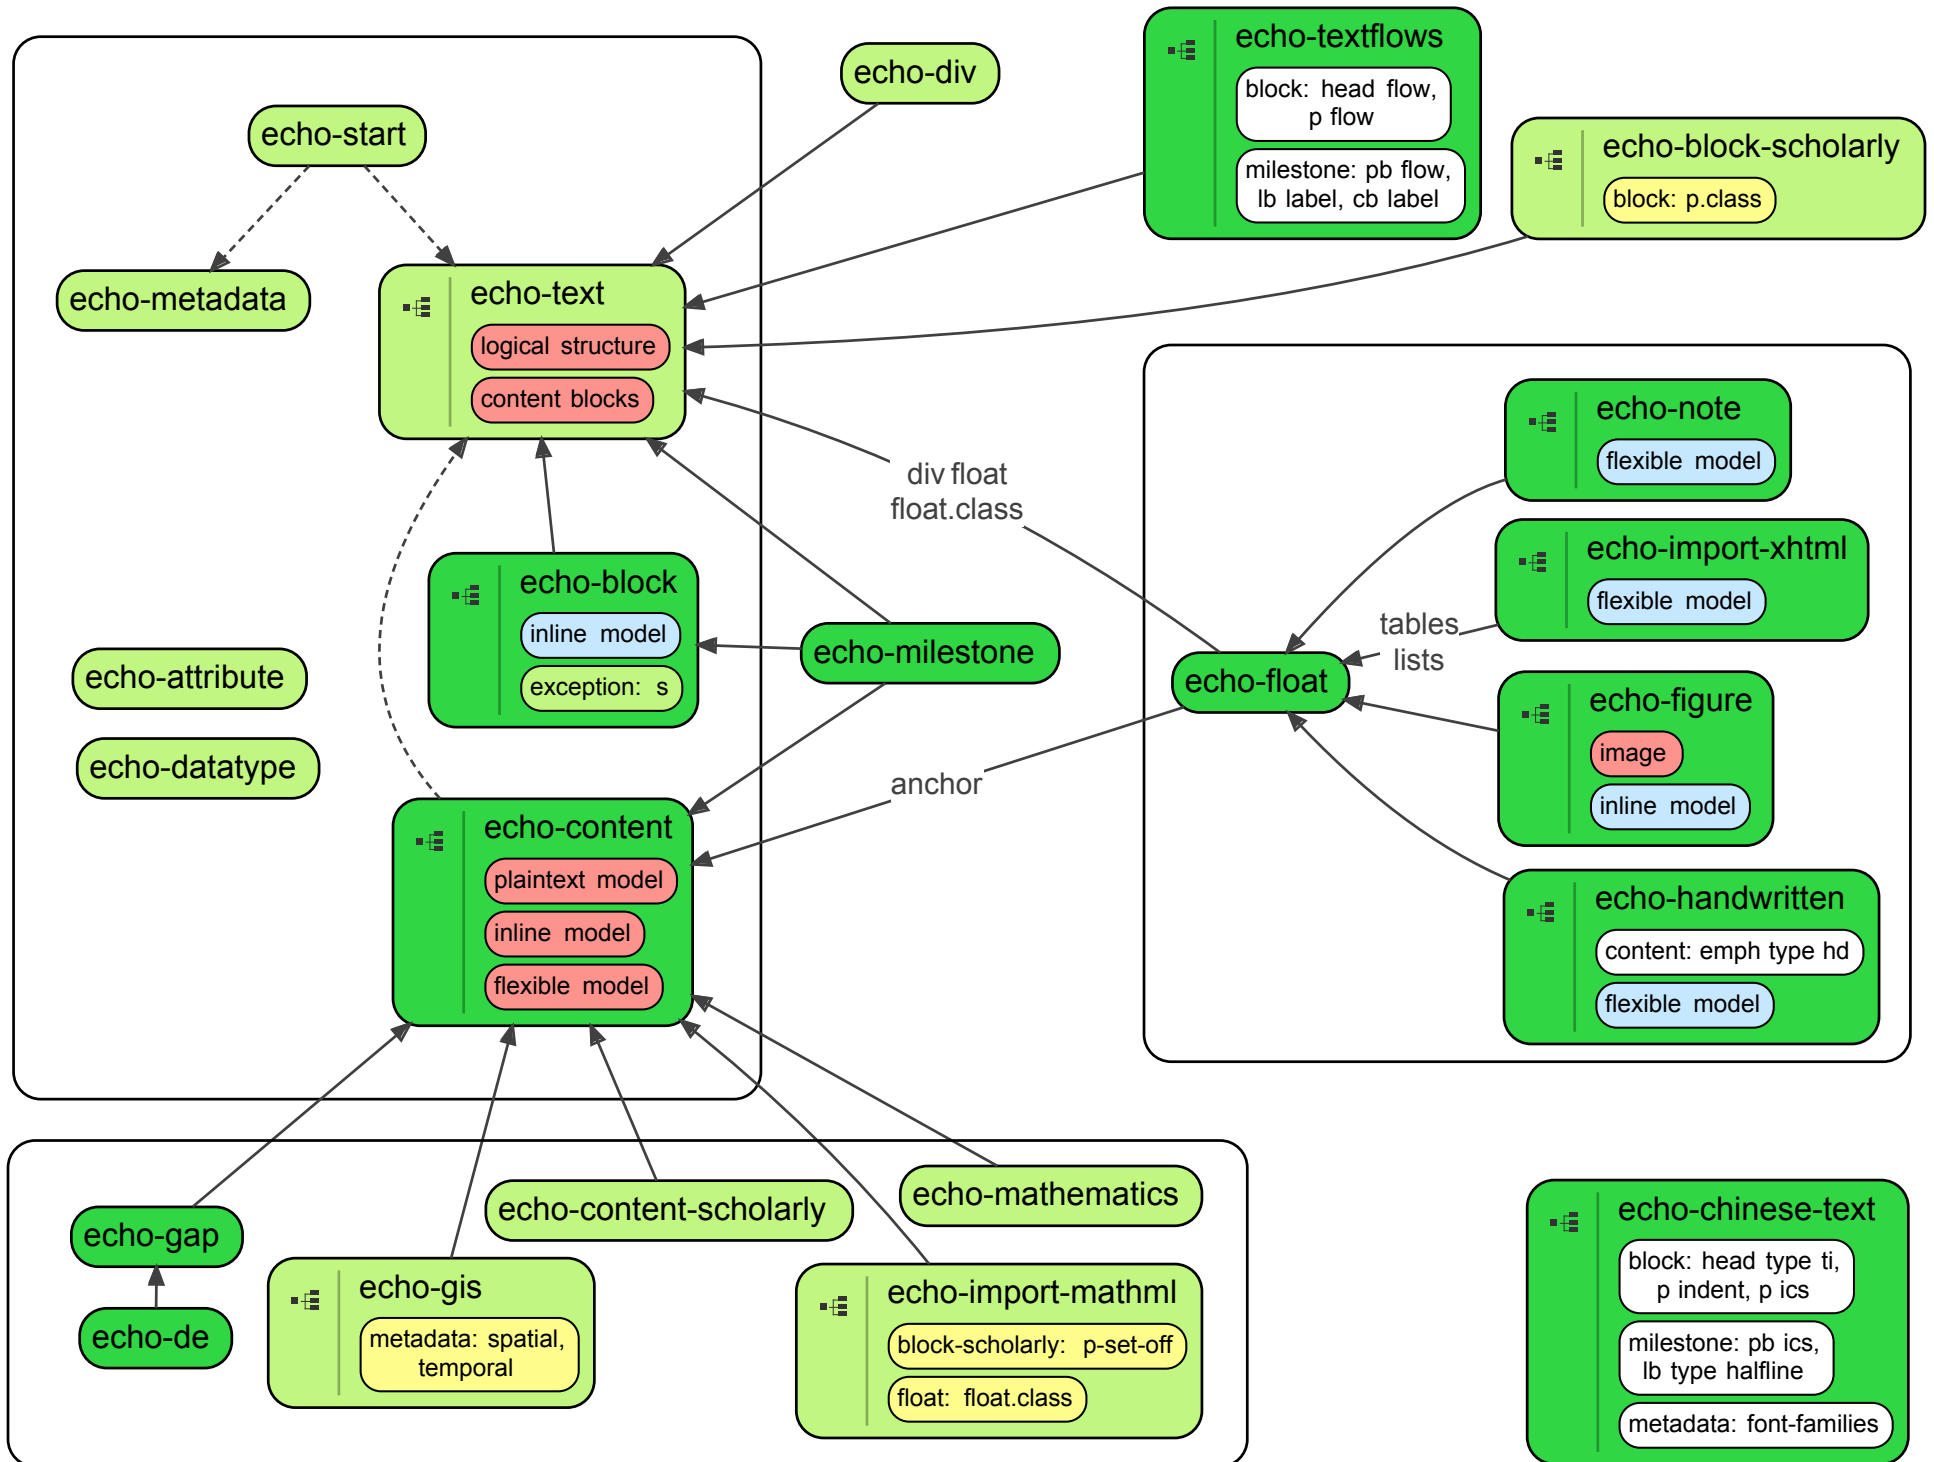 echo-start
echo-metadata
echo-div
echo-textflows
block: head flow,
p flow
milestone: pb flow,
lb label, cb label
echo-block-scholarly
block: p.class
echo-text
logical structure
content blocks
div float
float.class
echo-block
inline model
exception: s
echo-milestone
echo-attribute
echo-datatype
echo-content
plaintext model
inline model
flexible model
anchor
echo-float
tables
lists
echo-note
flexible model
echo-import-xhtml
flexible model
echo-figure
image
inline model
echo-handwritten
content: emph type hd
flexible model
echo-gap
echo-de
echo-gis
metadata: spatial,
temporal
echo-content-scholarly
echo-mathematics
echo-import-mathml
block-scholarly: p-set-off
float: float.class
echo-chinese-text
block: head type ti,
p indent, p ics
milestone: pb ics,
lb type halfline
metadata: font-families